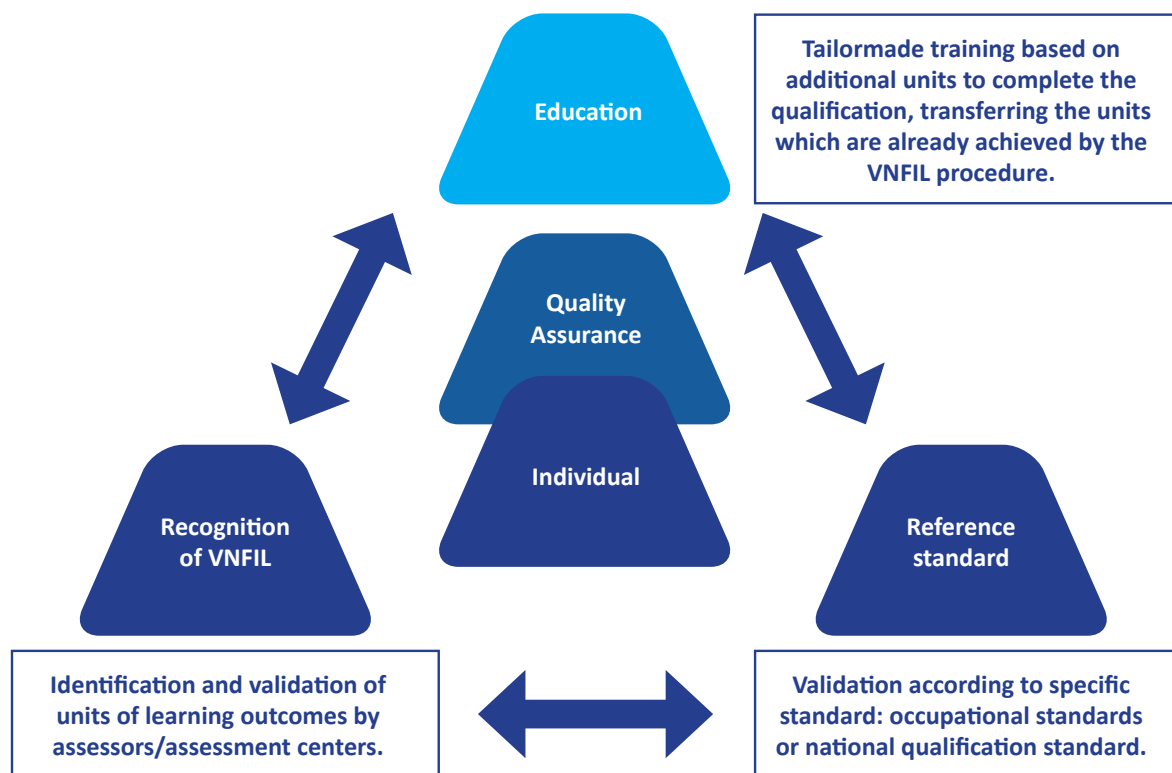 Education
Tailormade training based on
additional units to complete the
qualification, transferring the units
which are already achieved by the
VNFIL procedure.
Quality
Assurance
Individual
Recognition
of VNFIL
Reference
standard
Identification and validation of
units of learning outcomes by
assessors/assessment centers.
Validation according to specific
standard: occupational standards
or national qualification standard.